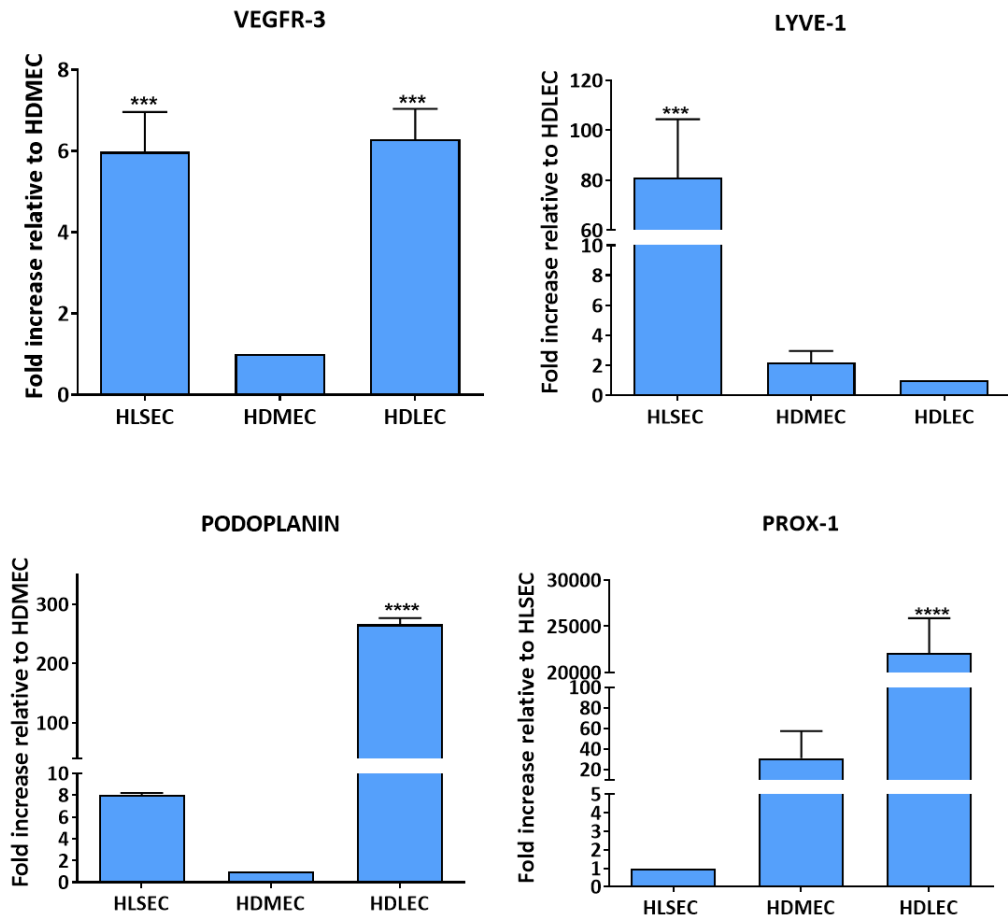 VEGFR-3
Fold increase relative to HDMEC
8
6
4
2
0
***
***
HLSEC
HDMEC
HDLEC
LYVE-1
Fold increase relative to HDLEC
120
100
80
60
10
8
6
4
2
0
***
HLSEC
HDMEC
HDLEC
PODOPLANIN
Fold increase relative to HDMEC
300
200
100
10
8
6
4
2
0
****
HLSEC
HDMEC
HDLEC
PROX-1
Fold increase relative to HLSEC
30000
25000
20000
100
80
60
40
20
5
4
3
2
1
0
****
HLSEC
HDMEC
HDLEC